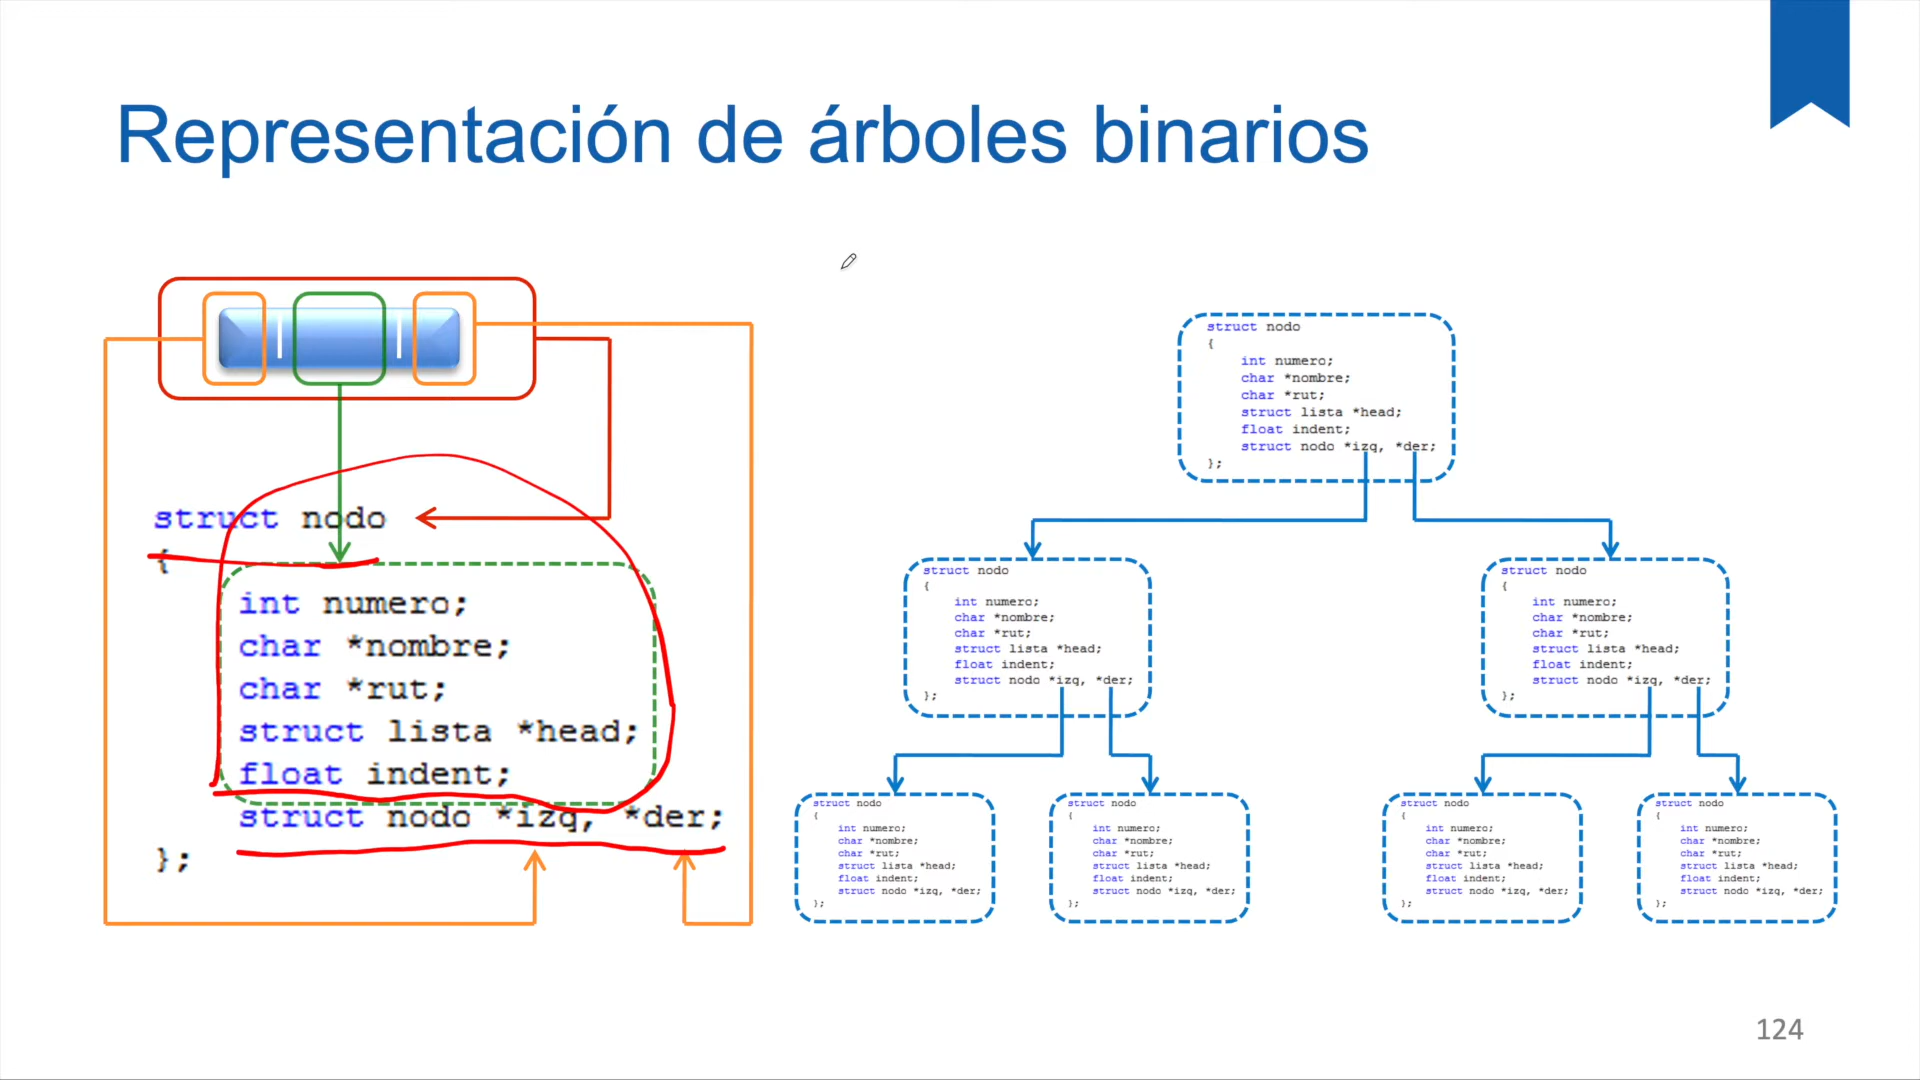 Representación de árboles binarios
struct nodo
{
int numero;
char *nombre;
char *rut;
struct lista *head;
float indent;
struct nodo *izq, *der;
};
struct nodo
{
int numero;
char *nombre;
char *rut;
struct lista *head;
float indent;
struct nodo *izq, *der;
};
struct nodo
{
int numero;
char *nombre;
char *rut;
struct lista *head;
float indent;
struct nodo *izq, *der;
};
struct nodo
{
int numero;
char *nombre;
char *rut;
struct lista *head;
float indent;
struct nodo *izq, *der;
};
struct nodo
{
int numero;
char *nombre;
char *rut;
struct lista *head;
float indent;
struct nodo *izq, *der;
};
struct nodo
{
int numero;
char *nombre;
char *rut;
struct lista *head;
float indent;
struct nodo *izq, *der;
};
struct nodo
{
int numero;
char *nombre;
char *rut;
struct lista *head;
float indent;
struct nodo *izq, *der;
};
struct nodo
{
int numero;
char *nombre;
char *rut;
struct lista *head;
float indent;
struct nodo *izq, *der;
};
124